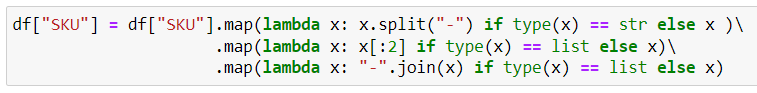 df["SKU"] = df["SKU"].map(lambda x: x.split("-") if type(x) == str else x )\
.map(lambda x: x[:2] if type(x) == list else x)\
.map(lambda x: "-".join(x) if type(x) == list else x)